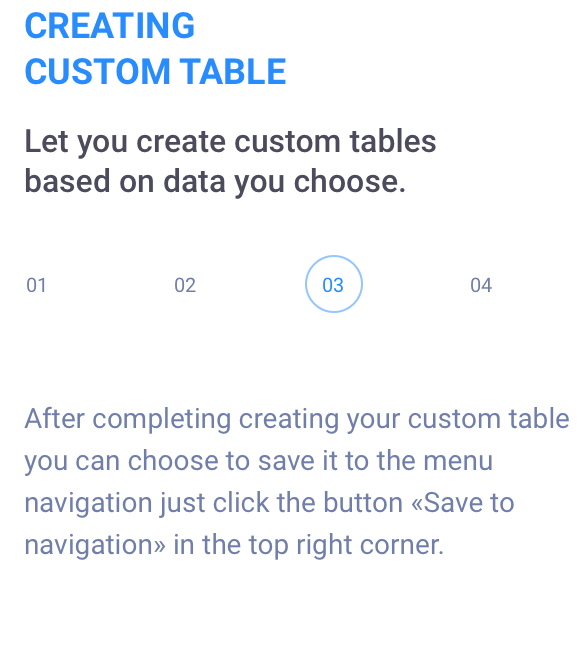 CREATING
CUSTOM TABLE
Let you create custom tables
based on data you choose.
01 02 03 04
After completing creating your custom table
you can choose to save it to the menu
navigation just click the button «Save to
navigation» in the top right corner.